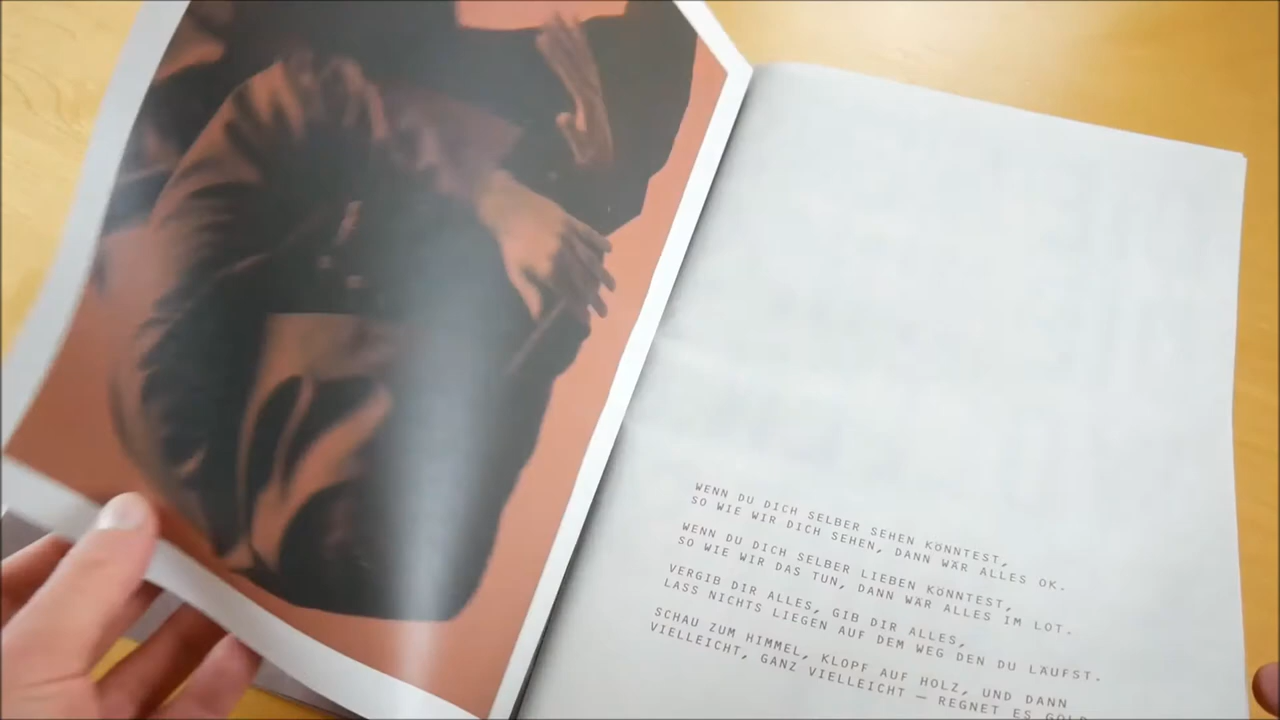 WENN DU DICH SELBER SEHEN KÖNNTEST,
SO WIE WIR DICH SEHEN, DANN WÄR ALLES OK.
WENN DU DICH SELBER LIEBEN KÖNNTEST,
SO WIE WIR DAS TUN, DANN WÄR ALLES IM LOT.
VERGIB DIR ALLES, GIB DIR ALLES,
LASS NICHTS LIEGEN AUF DEM WEG DEN DU LÄUFST.
SCHAU ZUM HIMMEL, KLOPF AUF HOLZ, UND DANN
VIELLEICHT, GANZ VIELLEICHT — REGNET ES GOLD